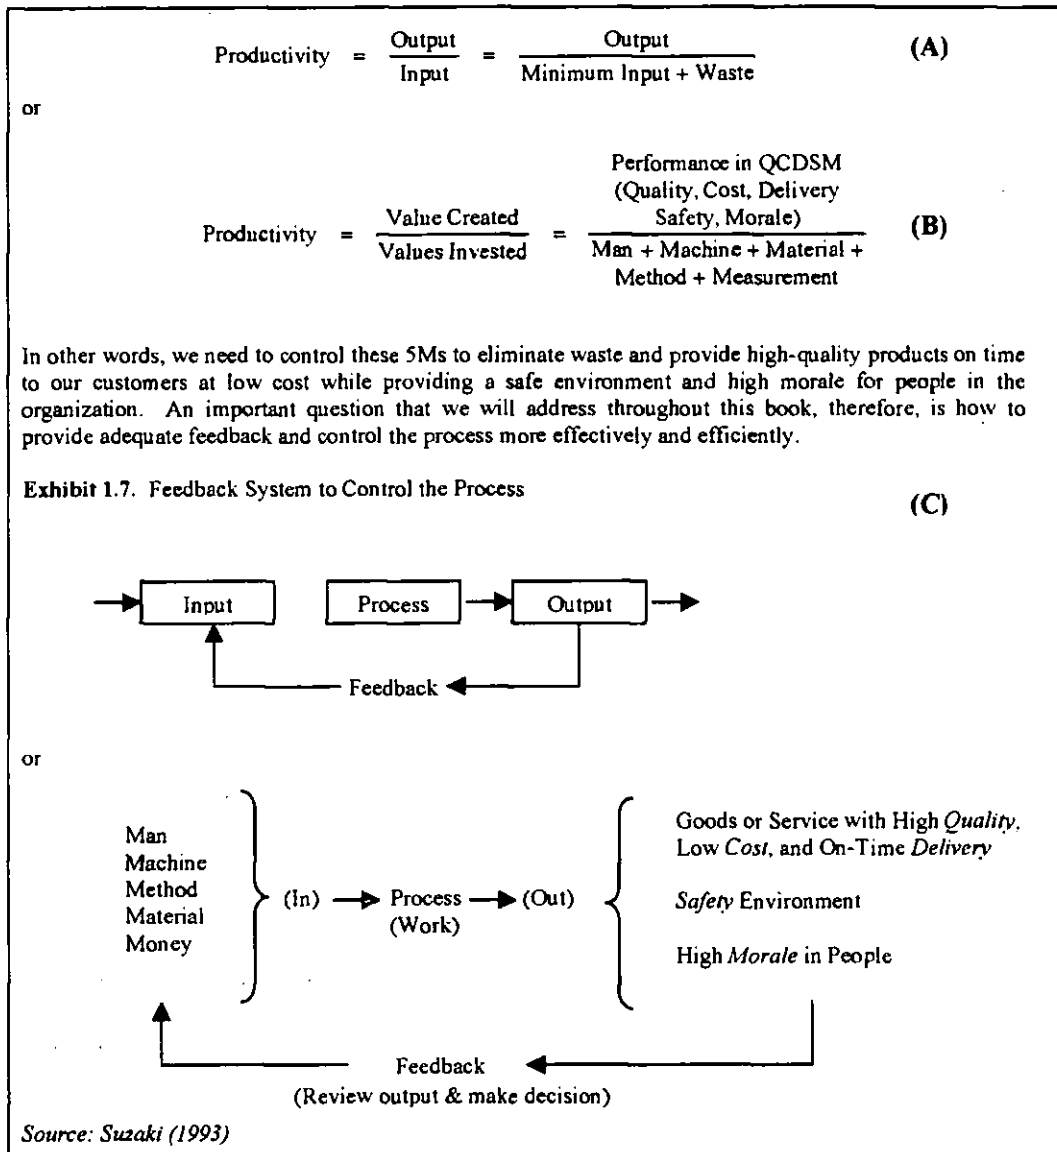 Productivity = Output / Input = Output / Minimum Input + Waste (A)
or
Productivity = Value Created / Values Invested = Performance in QCDSM (Quality, Cost, Delivery Safety, Morale) / Man + Machine + Material + Method + Measurement (B)
In other words, we need to control these 5Ms to eliminate waste and provide high-quality products on time
to our customers at low cost while providing a safe environment and high morale for people in the
organization. An important question that we will address throughout this book, therefore, is how to
provide adequate feedback and control the process more effectively and efficiently.
Exhibit 1.7. Feedback System to Control the Process
(C)
Input Process Output
Feedback
or
Man
Machine
Method
Material
Money
(In) Process (Out)
(Work)
Goods or Service with High Quality,
Low Cost, and On-Time Delivery
Safety Environment
High Morale in People
Feedback
(Review output & make decision)
Source: Suzaki (1993)